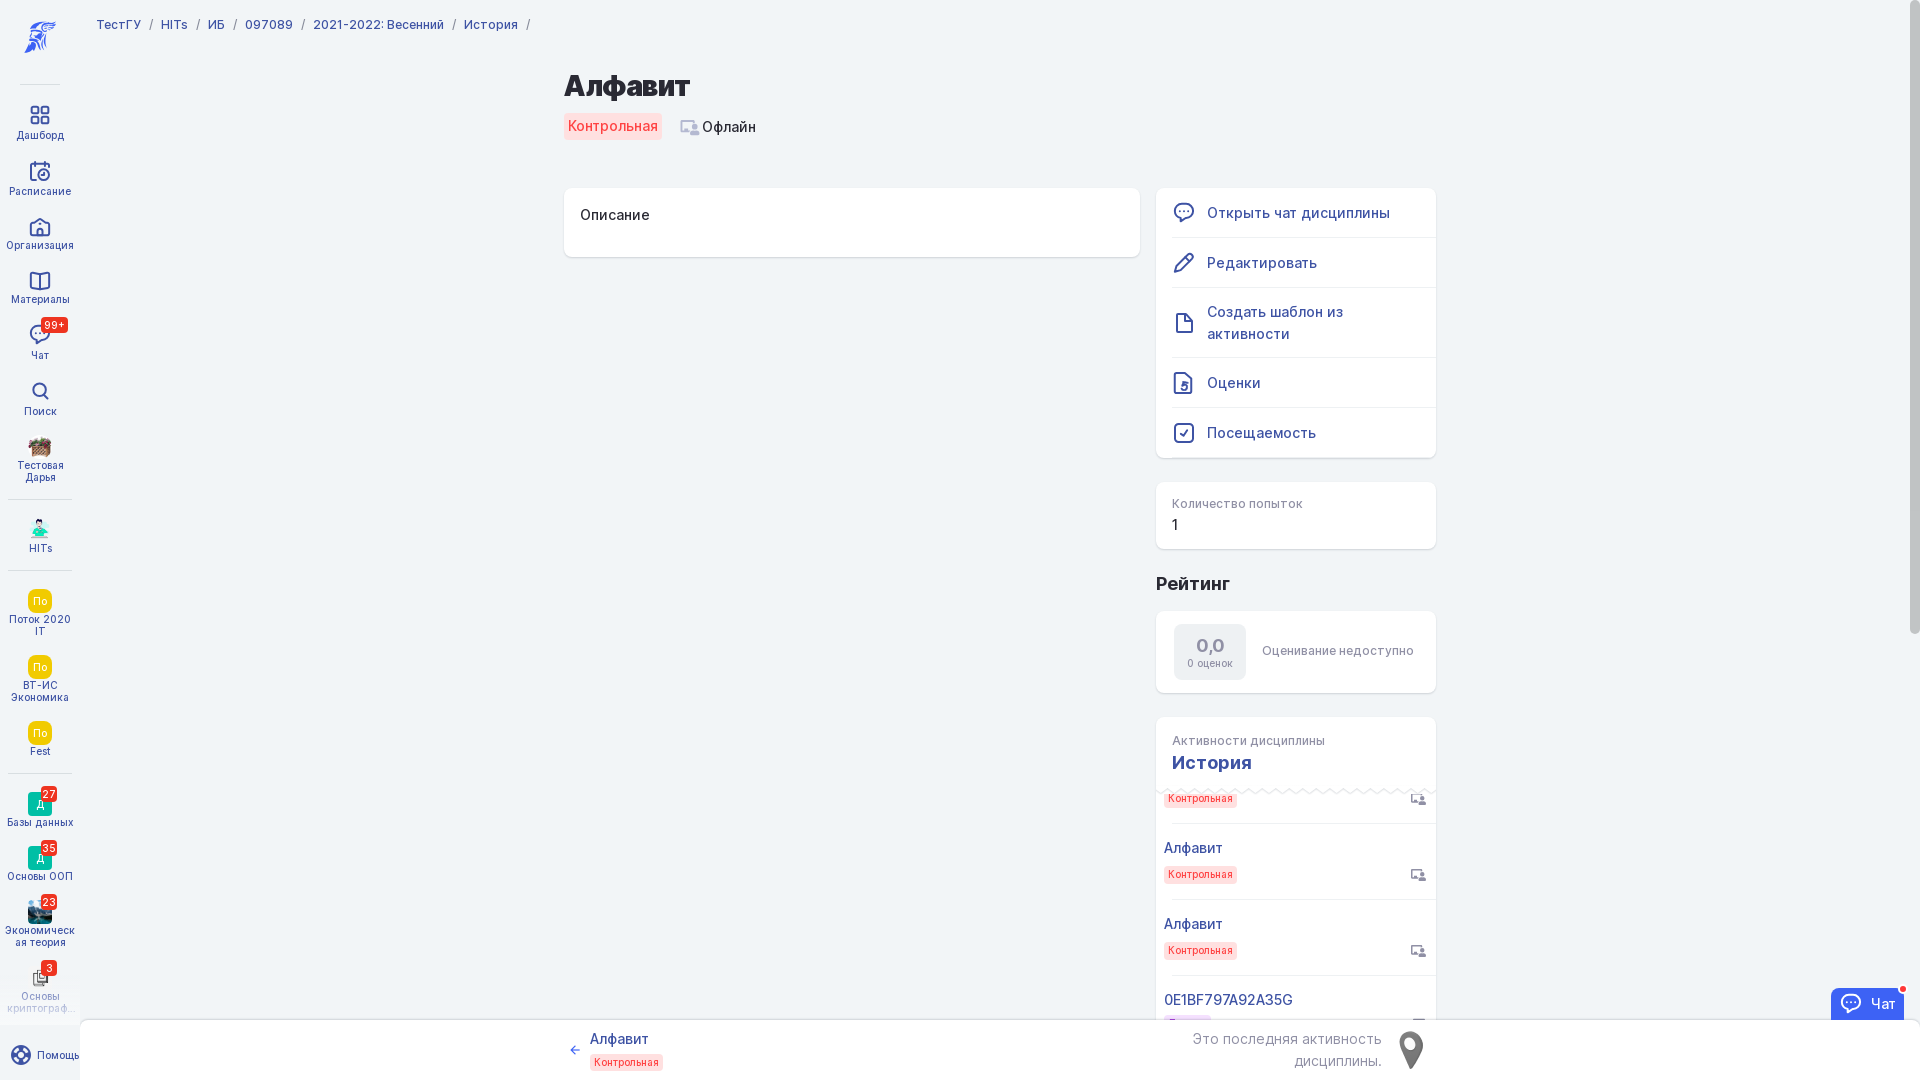 ТестГУ / HITs / ИБ / 097089 / 2021-2022: Весенний / История /
Алфавит
Контрольная
Офлайн
Дашборд
Расписание
Организация
Материалы
99+
Чат
Поиск
Тестовая
Дарья
HITs
По
Поток 2020
IT
По
ВТ-ИС
Экономика
По
Fest
27
Д
Базы данных
35
Д
Основы ООП
23
Экономическ
ая теория
3
Основы
криптограф...
Помощь
Описание
Открыть чат дисциплины
Редактировать
Создать шаблон из
активности
5
Оценки
Посещаемость
Количество попыток
1
Рейтинг
0,0
0 оценок
Оценивание недоступно
Активности дисциплины
История
Контрольная
Алфавит
Контрольная
Алфавит
Контрольная
0E1BF797A92A35G
Чат
Алфавит
Контрольная
Это последняя активность
дисциплины.